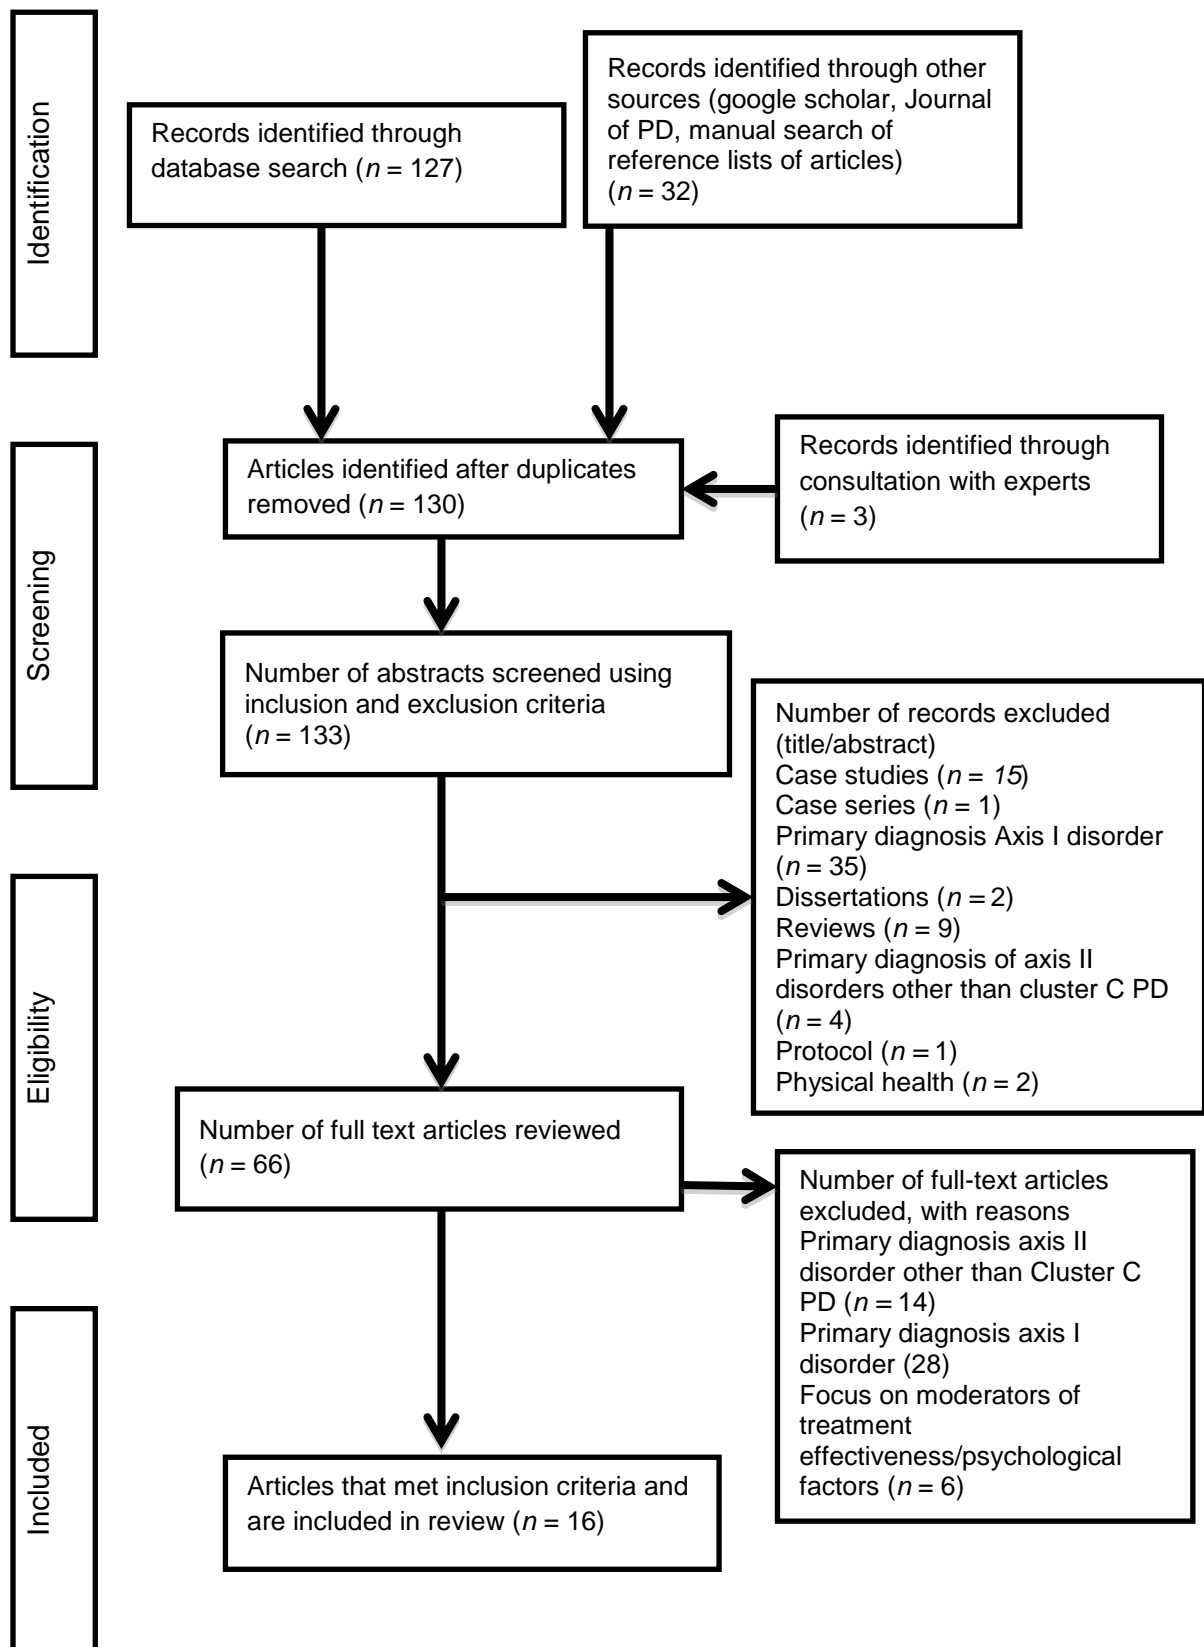 Identification
Records identified through
database search (n = 127)
Records identified through other
sources (google scholar, Journal
of PD, manual search of
reference lists of articles)
(n = 32)
Screening
Articles identified after duplicates
removed (n = 130)
Records identified through
consultation with experts
(n = 3)
Number of abstracts screened using
inclusion and exclusion criteria
(n = 133)
Number of records excluded
(title/abstract)
Case studies (n = 15)
Case series (n = 1)
Primary diagnosis Axis I disorder
(n = 35)
Dissertations (n = 2)
Reviews (n = 9)
Primary diagnosis of axis II
disorders other than cluster C PD
(n = 4)
Protocol (n = 1)
Physical health (n = 2)
Eligibility
Number of full text articles reviewed
(n = 66)
Number of full-text articles
excluded, with reasons
Primary diagnosis axis II
disorder other than Cluster C
PD (n = 14)
Primary diagnosis axis I
disorder (28)
Focus on moderators of
treatment
effectiveness/psychological
factors (n = 6)
Included
Articles that met inclusion criteria and
are included in review (n = 16)